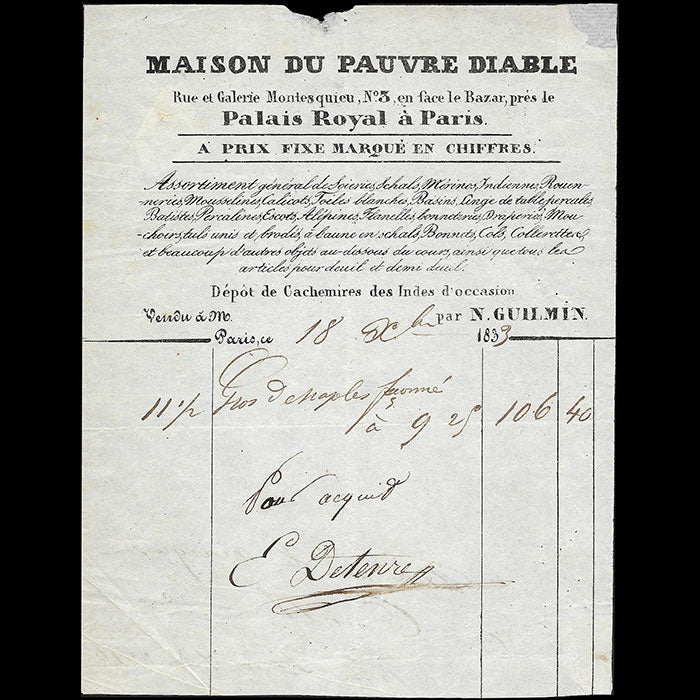 MAISON DU PAUVRE DIABLE
Rue et Galerie Montesquieu, Nº 3, en face le Bazar, près le
Palais Royal à Paris.
A PRIX FIXE MARQUÉ EN CHIFFRES.
Assortiment général de Soieries, Schals, Mérinos, Indiennes, Rouen-
neries, Mousselines, Calicots, Toiles blanches, Basins, Linge de table, percales
Batistes, Percalines, Escots, Alépines, Flanelles, bonneteries, Draperies, Mou-
-choirs, tuls unis et brodés, à l'aune en schals, Bonnets, Cols, Collerettes,
et beaucoup d'autres objets au-dessous du cours, ainsi que tous les
articles pour deuil et demi deuil.
Dépôt de Cachemires des Indes d'occasion
Vendu à M. par N. GUILMIN.
Paris, ce 18 Xbre 1833
11 1/2 Gros de naples façonné
à 9 25 106 40
Pour acquit
E Detenre